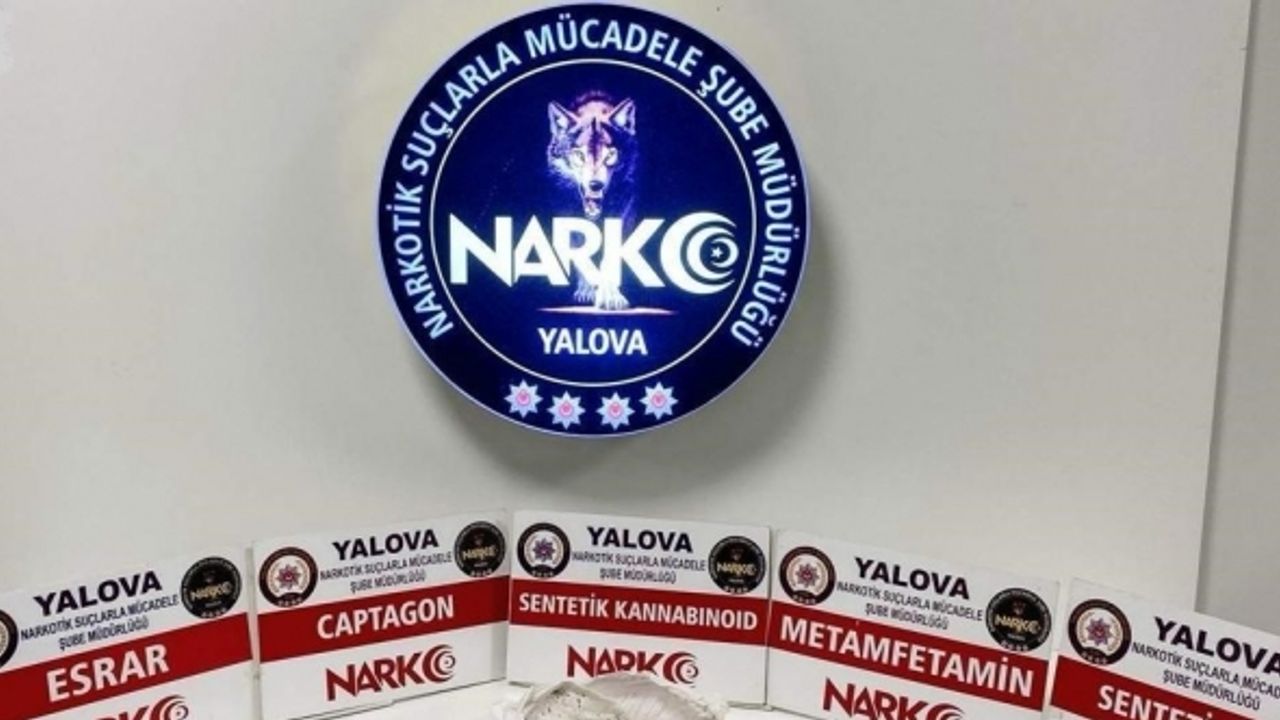 NARKOTİK SUÇLARLA MÜCADELE ŞUBE MÜDÜRLÜĞÜ
NARKO
YALOVA
YALOVA
NARKOTİK SUÇLARLA MÜCADELE
ŞUBE MÜDÜRLÜĞÜ
ESRAR
YALOVA
NARKOTİK SUÇLARLA MÜCADELE
ŞUBE MÜDÜRLÜĞÜ
CAPTAGON
NARKO
YALOVA
NARKOTİK SUÇLARLA MÜCADELE
ŞUBE MÜDÜRLÜĞÜ
SENTETİK KANNABINOID
NARKO
YALOVA
NARKOTİK SUÇLARLA MÜCADELE
ŞUBE MÜDÜRLÜĞÜ
METAMFETAMİN
NARKO
YALOVA
NARKOTİK SUÇLARLA MÜCADELE
ŞUBE MÜDÜRLÜĞÜ